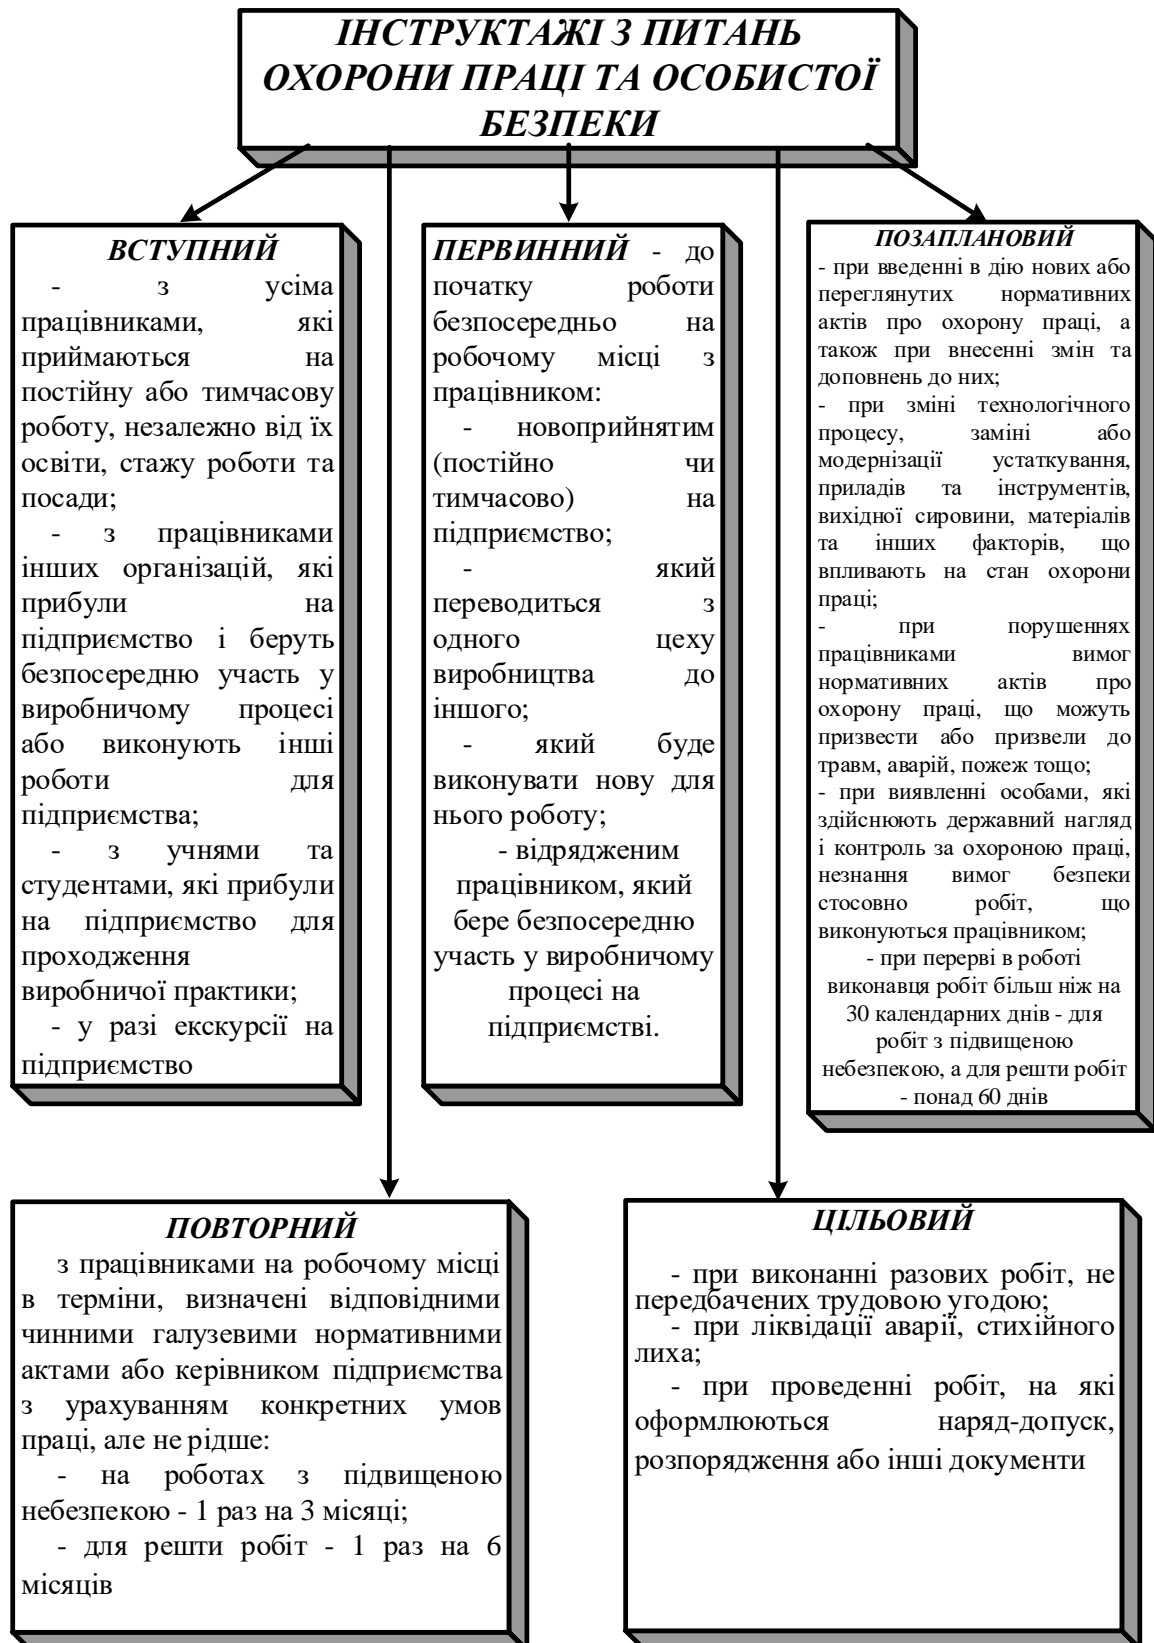 ІНСТРУКТАЖІ З ПИТАНЬ
ОХОРОНИ ПРАЦІ ТА ОСОБИСТОЇ
БЕЗПЕКИ
ВСТУПНИЙ
- з усіма
працівниками, які
приймаються на
постійну або тимчасову
роботу, незалежно від їх
освіти, стажу роботи та
посади;
- з працівниками
інших організацій, які
прибули на
підприємство і беруть
безпосередню участь у
виробничому процесі
або виконують інші
роботи для
підприємства;
- з учнями та
студентами, які прибули
на підприємство для
проходження
виробничої практики;
- у разі екскурсії на
підприємство
ПЕРВИННИЙ - до
початку роботи
безпосередньо на
робочому місці з
працівником:
- новоприйнятим
(постійно чи
тимчасово) на
підприємство;
- який
переводиться з
одного цеху
виробництва до
іншого;
- який буде
виконувати нову для
нього роботу;
- відрядженим
працівником, який
бере безпосередню
участь у виробничому
процесі на
підприємстві.
ПОЗАПЛАНОВИЙ
- при введенні в дію нових або
переглянутих нормативних
актів про охорону праці, а
також при внесенні змін та
доповнень до них;
- при зміні технологічного
процесу, заміні або
модернізації устаткування,
приладів та інструментів,
вихідної сировини, матеріалів
та інших факторів, що
впливають на стан охорони
праці;
- при порушеннях
працівниками вимог
нормативних актів про
охорону праці, що можуть
призвести або призвели до
травм, аварій, пожеж тощо;
- при виявленні особами, які
здійснюють державний нагляд
і контроль за охороною праці,
незнання вимог безпеки
стосовно робіт, що
виконуються працівником;
- при перерві в роботі
виконавця робіт більш ніж на
30 календарних днів - для
робіт з підвищеною
небезпекою, а для решти робіт
- понад 60 днів
ПОВТОРНИЙ
з працівниками на робочому місці
в терміни, визначені відповідними
чинними галузевими нормативними
актами або керівником підприємства
з урахуванням конкретних умов
праці, але не рідше:
- на роботах з підвищеною
небезпекою - 1 раз на 3 місяці;
- для решти робіт - 1 раз на 6
місяців
ЦІЛЬОВИЙ
- при виконанні разових робіт, не
передбачених трудовою угодою;
- при ліквідації аварії, стихійного
лиха;
- при проведенні робіт, на які
оформлюються наряд-допуск,
розпорядження або інші документи